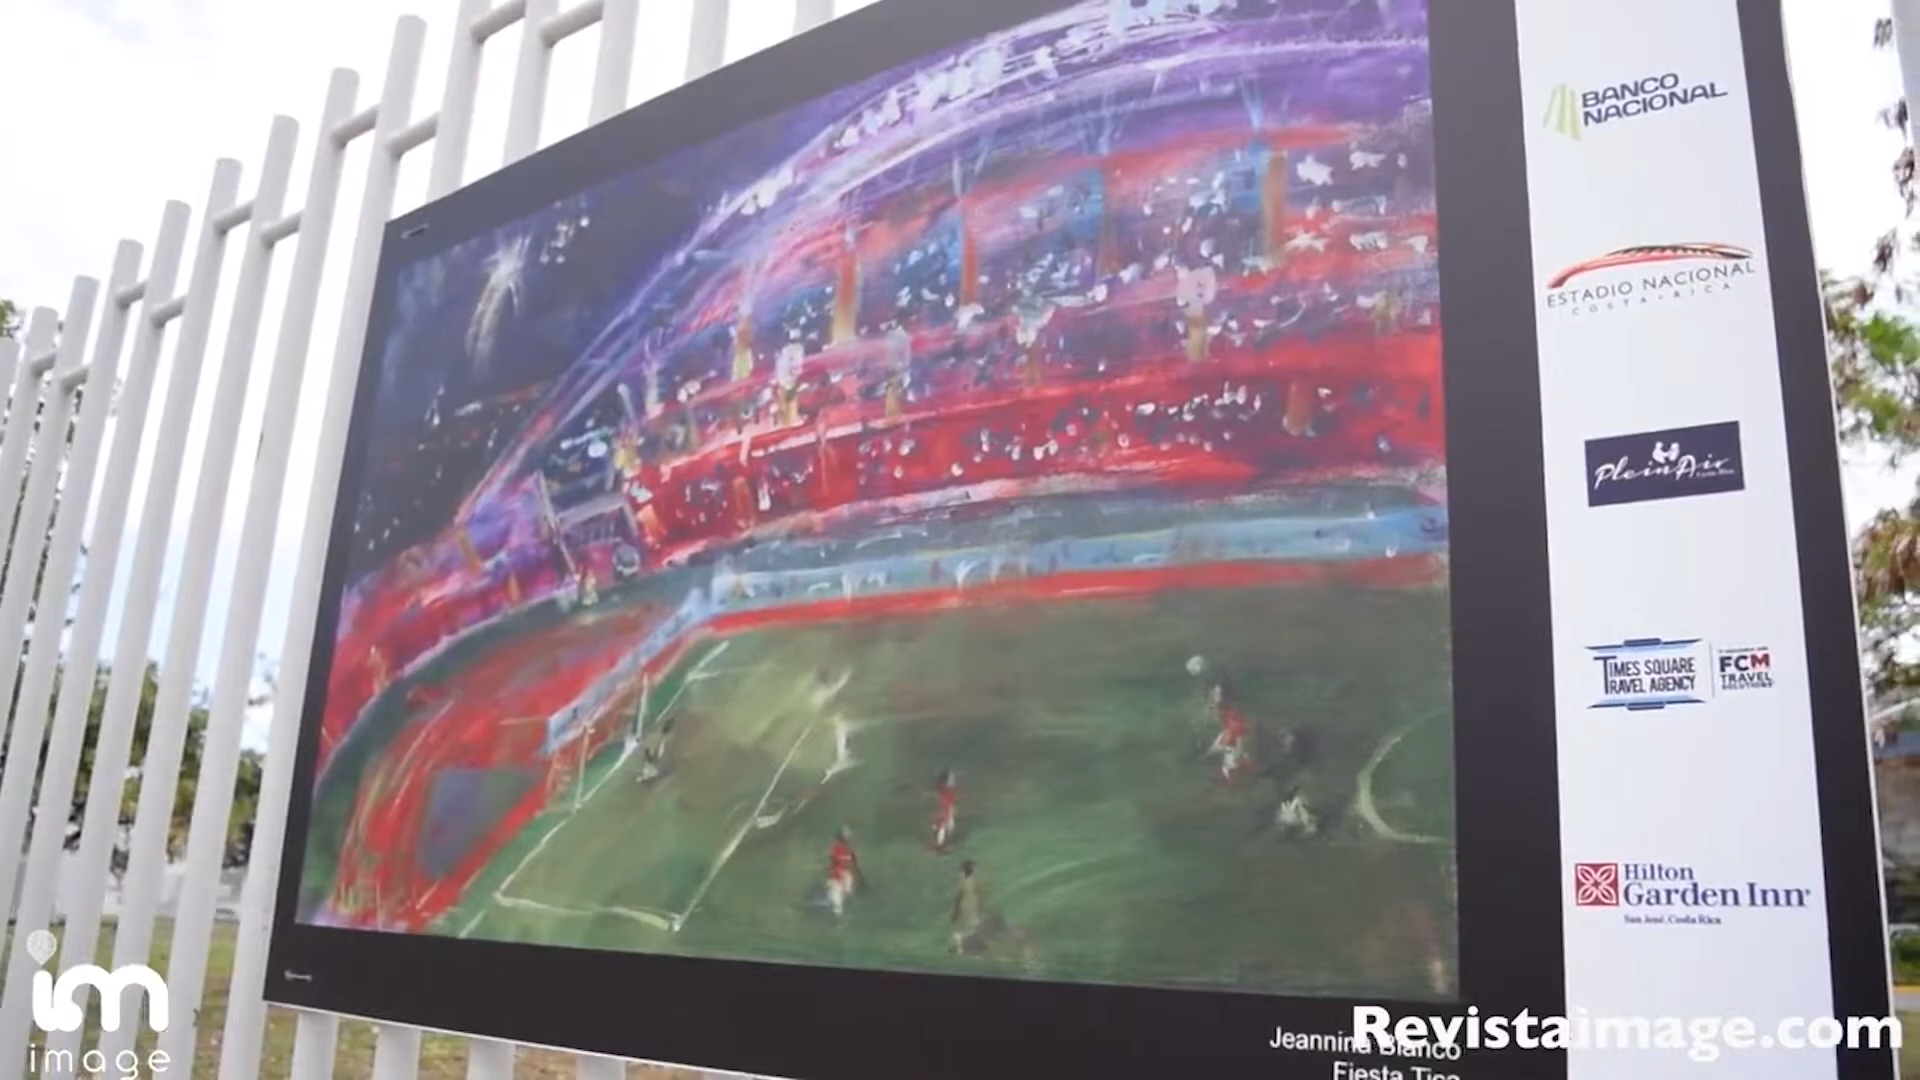 BANCO
NACIONAL
ESTADIO NACIONAL
COSTA • RICA
PleinAir
TIMES SQUARE
TRAVEL AGENCY
FCM
TRAVEL
SOLUTIONS
Hilton
Garden Inn
San José, Costa Rica
im
image
Revistaimage.com
Jeannina Blanco
Fiesta Tica